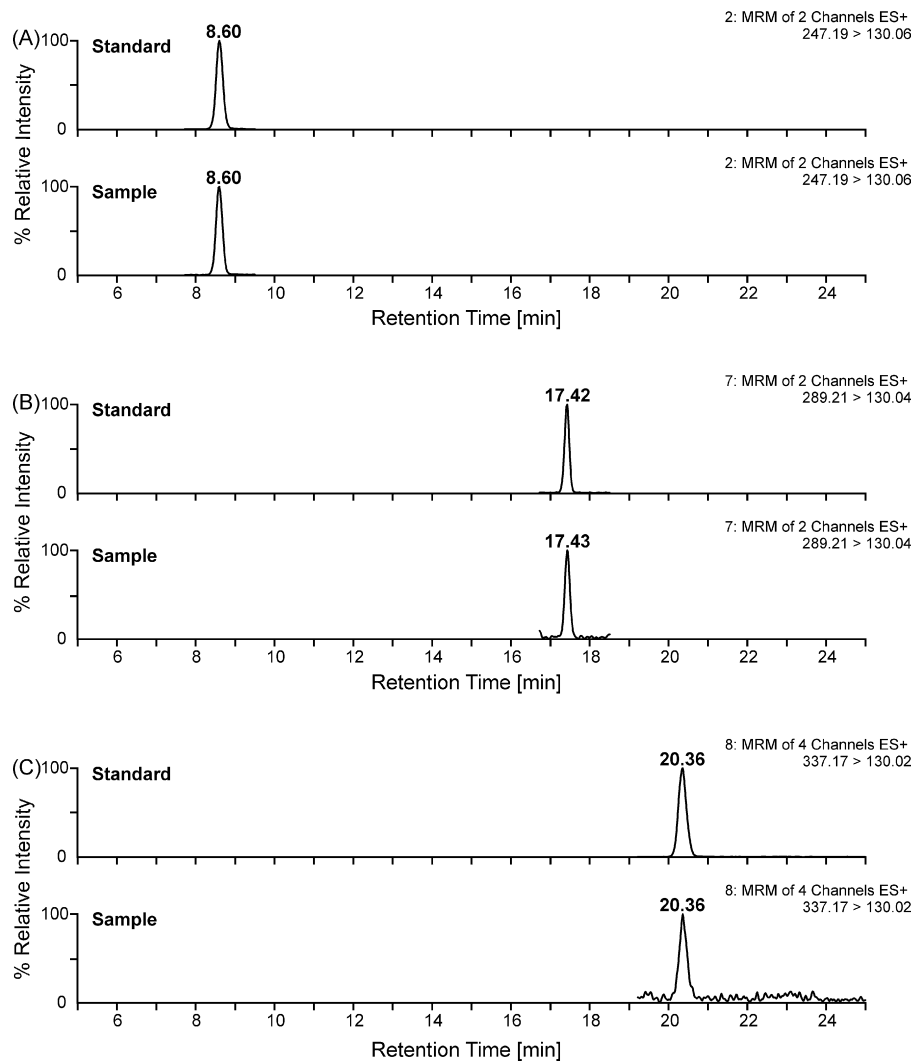 (A)
2: MRM of 2 Channels ES+
247.19 > 130.06
Standard
8.60
100
0
2: MRM of 2 Channels ES+
247.19 > 130.06
Sample
8.60
100
0
% Relative Intensity
6 8 10 12 14 16 18 20 22 24
Retention Time [min]
(B)
7: MRM of 2 Channels ES+
289.21 > 130.04
Standard
17.42
100
0
7: MRM of 2 Channels ES+
289.21 > 130.04
Sample
17.43
100
0
% Relative Intensity
6 8 10 12 14 16 18 20 22 24
Retention Time [min]
(C)
8: MRM of 4 Channels ES+
337.17 > 130.02
Standard
20.36
100
0
8: MRM of 4 Channels ES+
337.17 > 130.02
Sample
20.36
100
0
% Relative Intensity
6 8 10 12 14 16 18 20 22 24
Retention Time [min]